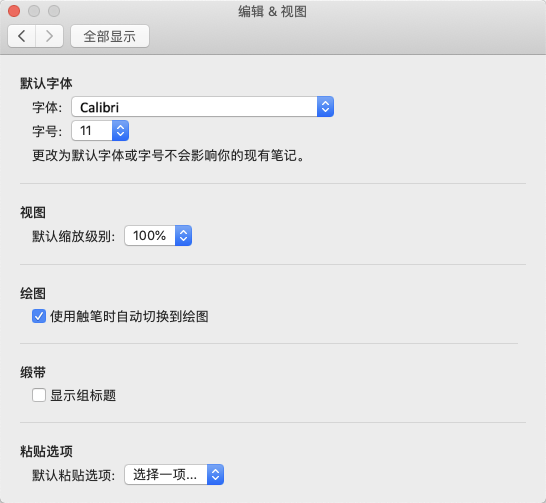 编辑 & 视图
全部显示
默认字体
字体: Calibri
字号: 11
更改为默认字体或字号不会影响你的现有笔记。
视图
默认缩放级别: 100%
绘图
使用触笔时自动切换到绘图
缎带
显示组标题
粘贴选项
默认粘贴选项: 选择一项...